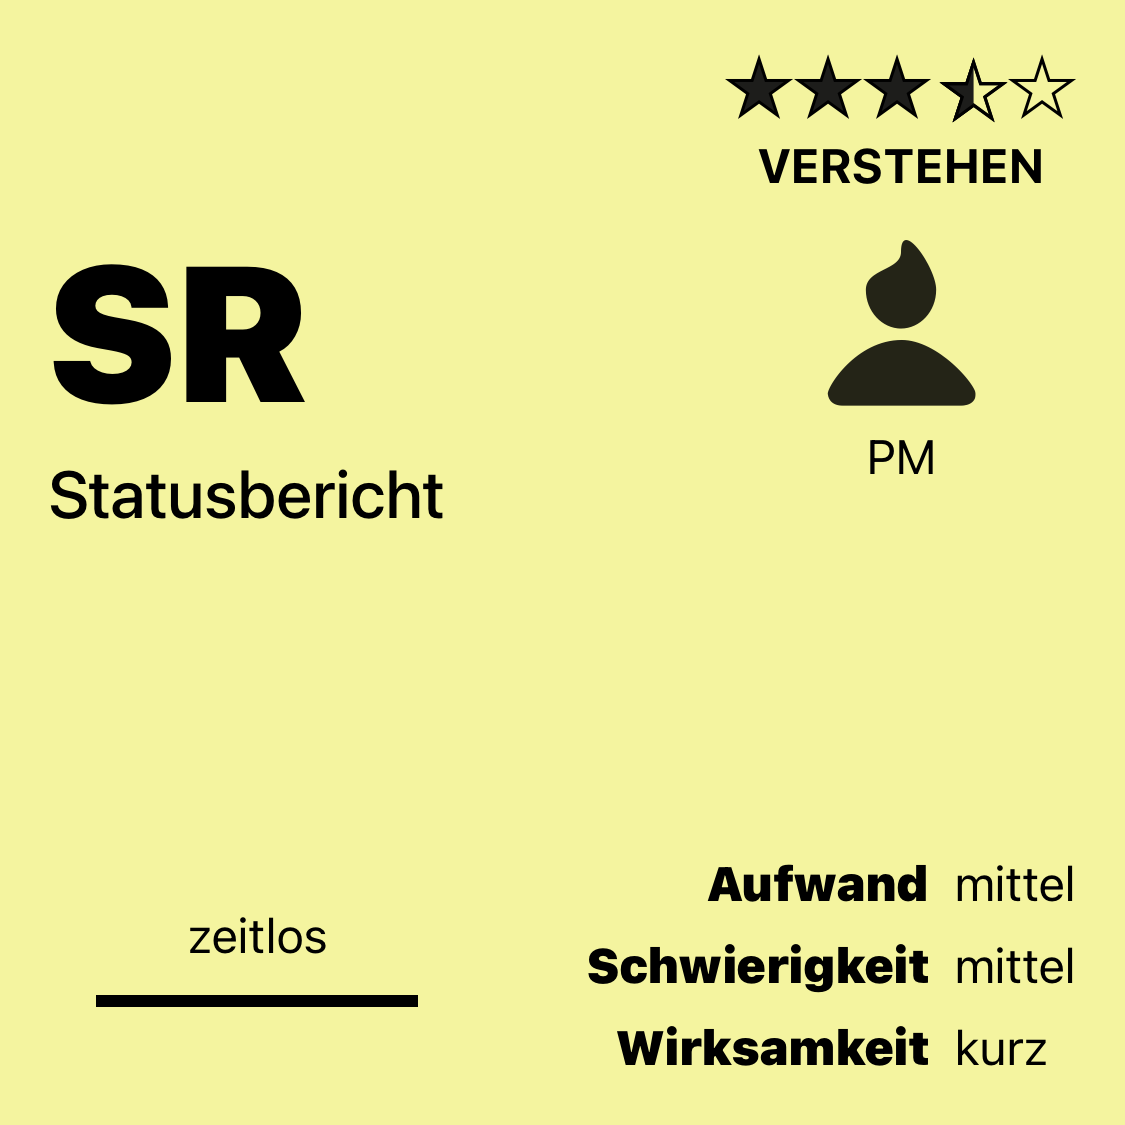 VERSTEHEN
SR
PM
Statusbericht
zeitlos
Aufwand mittel
Schwierigkeit mittel
Wirksamkeit kurz